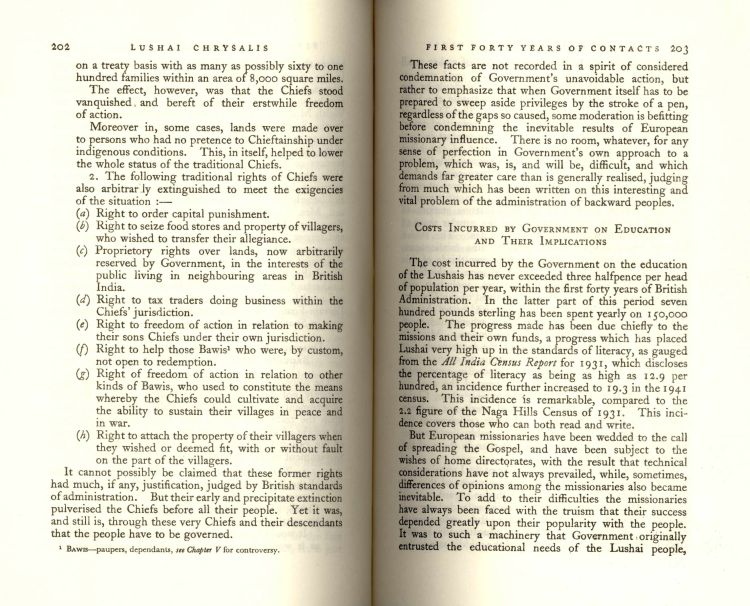 202 LUSHAI CHRYSALIS
on a treaty basis with as many as possibly sixty to one
hundred families within an area of 8,000 square miles.
The effect, however, was that the Chiefs stood
vanquished and bereft of their erstwhile freedom
of action.
Moreover in, some cases, lands were made over
to persons who had no pretence to Chieftainship under
indigenous conditions. This, in itself, helped to lower
the whole status of the traditional Chiefs.
2. The following traditional rights of Chiefs were
also arbitrarly extinguished to meet the exigencies
of the situation :—
(a) Right to order capital punishment.
(b) Right to seize food stores and property of villagers,
who wished to transfer their allegiance.
(c) Proprietory rights over lands, now arbitrarily
reserved by Government, in the interests of the
public living in neighbouring areas in British
India.
(d) Right to tax traders doing business within the
Chiefs' jurisdiction.
(e) Right to freedom of action in relation to making
their sons Chiefs under their own jurisdiction.
(f) Right to help those Bawis¹ who were, by custom,
not open to redemption.
(g) Right of freedom of action in relation to other
kinds of Bawis, who used to constitute the means
whereby the Chiefs could cultivate and acquire
the ability to sustain their villages in peace and
in war.
(h) Right to attach the property of their villagers when
they wished or deemed fit, with or without fault
on the part of the villagers.
It cannot possibly be claimed that these former rights
had much, if any, justification, judged by British standards
of administration. But their early and precipitate extinction
pulverised the Chiefs before all their people. Yet it was,
and still is, through these very Chiefs and their descendants
that the people have to be governed.
¹ BAWIS—paupers, dependants, see Chapter V for controversy.
FIRST FORTY YEARS OF CONTACTS 203
These facts are not recorded in a spirit of considered
condemnation of Government's unavoidable action, but
rather to emphasize that when Government itself has to be
prepared to sweep aside privileges by the stroke of a pen,
regardless of the gaps so caused, some moderation is befitting
before condemning the inevitable results of European
missionary influence. There is no room, whatever, for any
sense of perfection in Government's own approach to a
problem, which was, is, and will be difficult, and which
demands far greater care than is generally realised, judging
from much which has been written on this interesting and
vital problem of the administration of backward peoples.
COSTS INCURRED BY GOVERNMENT ON EDUCATION
AND THEIR IMPLICATIONS
The cost incurred by the Government on the education
of the Lushais has never exceeded three halfpence per head
of population per year, within the first forty years of British
Administration. In the latter part of this period seven
hundred pounds sterling has been spent yearly on 150,000
people. The progress made has been due chiefly to the
missions and their own funds, a progress which has placed
Lushai very high up in the standards of literacy, as gauged
from the All India Census Report for 1931, which discloses
the percentage of literacy as being as high as 12.9 per
hundred, an incidence further increased to 19.3 in the 1941
census. This incidence is remarkable, compared to the
2.2 figure of the Naga Hills Census of 1931. This inci-
dence covers those who can both read and write.
But European missionaries have been wedded to the call
of spreading the Gospel, and have been subject to the
wishes of home directorates, with the result that technical
considerations have not always prevailed, while, sometimes,
differences of opinions among the missionaries also became
inevitable. To add to their difficulties the missionaries
have always been faced with the truism that their success
depended greatly upon their popularity with the people.
It was to such a machinery that Government originally
entrusted the educational needs of the Lushai people,